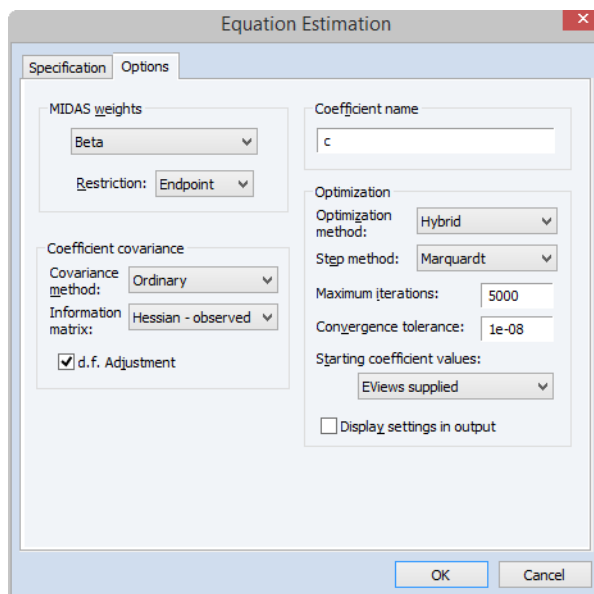 Equation Estimation
Specification
Options
MIDAS weights
Beta
Restriction: Endpoint
Coefficient covariance
Covariance method: Ordinary
Information matrix: Hessian - observed
d.f. Adjustment
Coefficient name
c
Optimization
Optimization method: Hybrid
Step method: Marquardt
Maximum iterations: 5000
Convergence tolerance: 1e-08
Starting coefficient values:
EViews supplied
Display settings in output
OK
Cancel